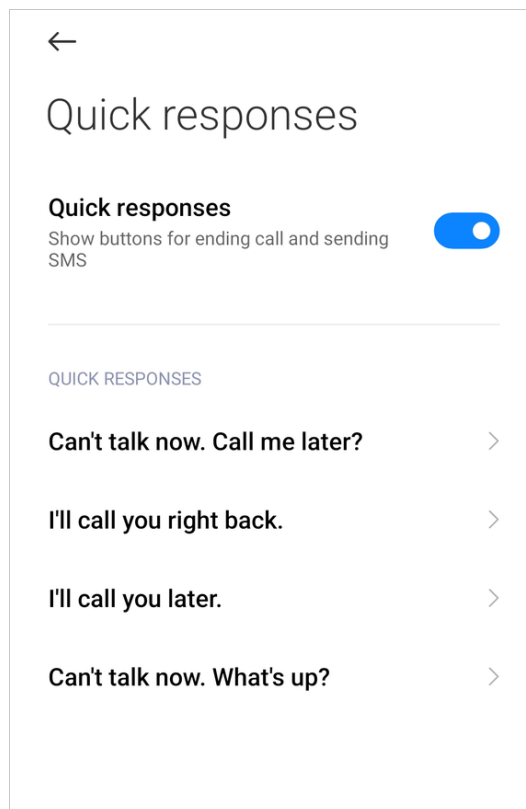 Quick responses
Quick responses
Show buttons for ending call and sending
SMS
QUICK RESPONSES
Can't talk now. Call me later?
I'll call you right back.
I'll call you later.
Can't talk now. What's up?